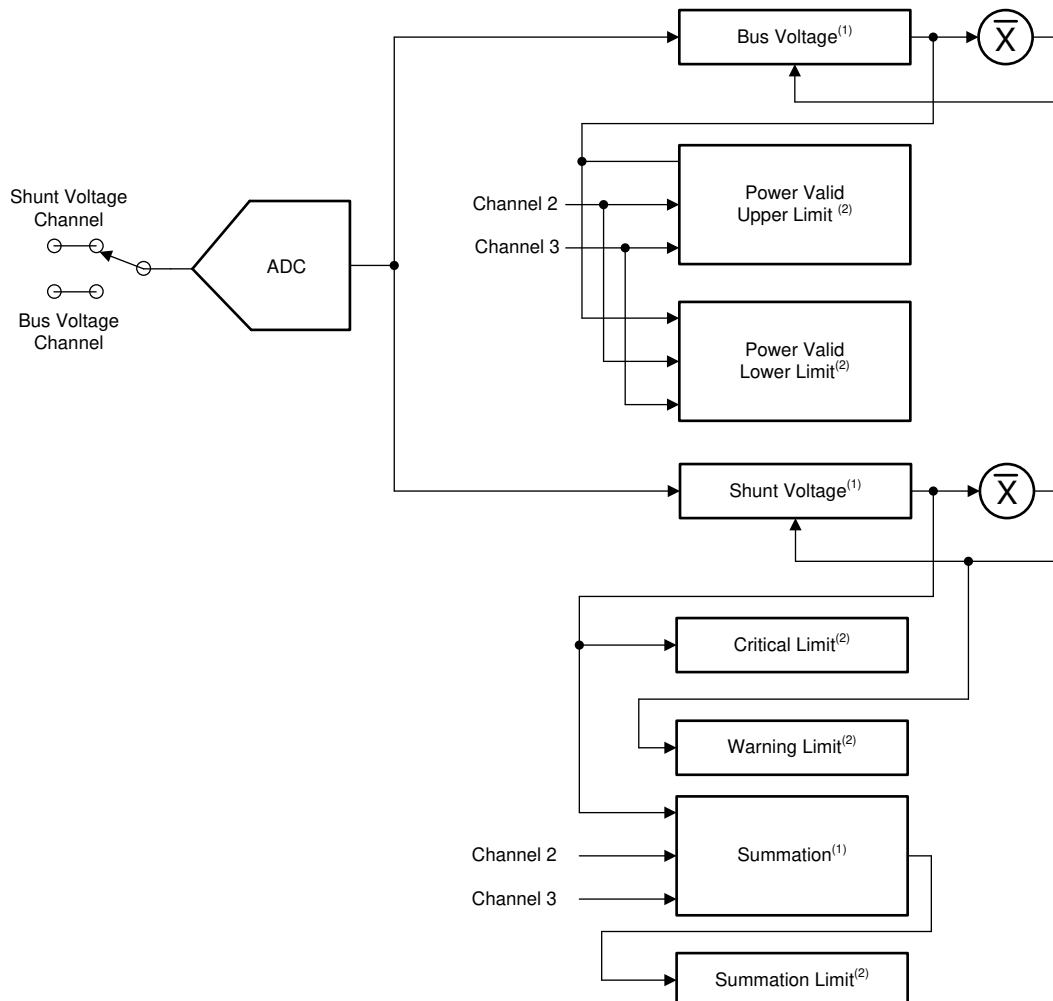 Bus Voltage(1)
X̅
Shunt Voltage
Channel
ADC
Bus Voltage
Channel
Channel 2
Channel 3
Power Valid
Upper Limit (2)
Power Valid
Lower Limit(2)
Shunt Voltage(1)
X̅
Critical Limit(2)
Warning Limit(2)
Channel 2
Channel 3
Summation(1)
Summation Limit(2)